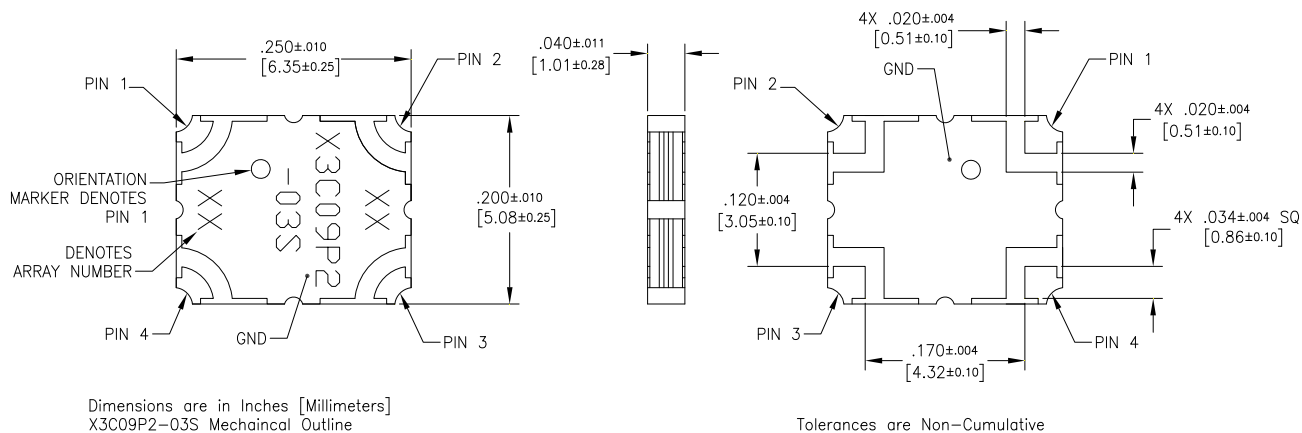 .250±.010
[6.35±0.25]
PIN 1
PIN 2
ORIENTATION
MARKER DENOTES
PIN 1
DENOTES
ARRAY NUMBER
XX
-03S
X3C09P2
XX
.200±.010
[5.08±0.25]
PIN 4
GND
PIN 3
Dimensions are in Inches [Millimeters]
X3C09P2-03S Mechaincal Outline
.040±.011
[1.01±0.28]
4X .020±.004
[0.51±0.10]
GND
PIN 2
PIN 1
4X .020±.004
[0.51±0.10]
.120±.004
[3.05±0.10]
4X .034±.004 SQ
[0.86±0.10]
PIN 3
PIN 4
.170±.004
[4.32±0.10]
Tolerances are Non-Cumulative